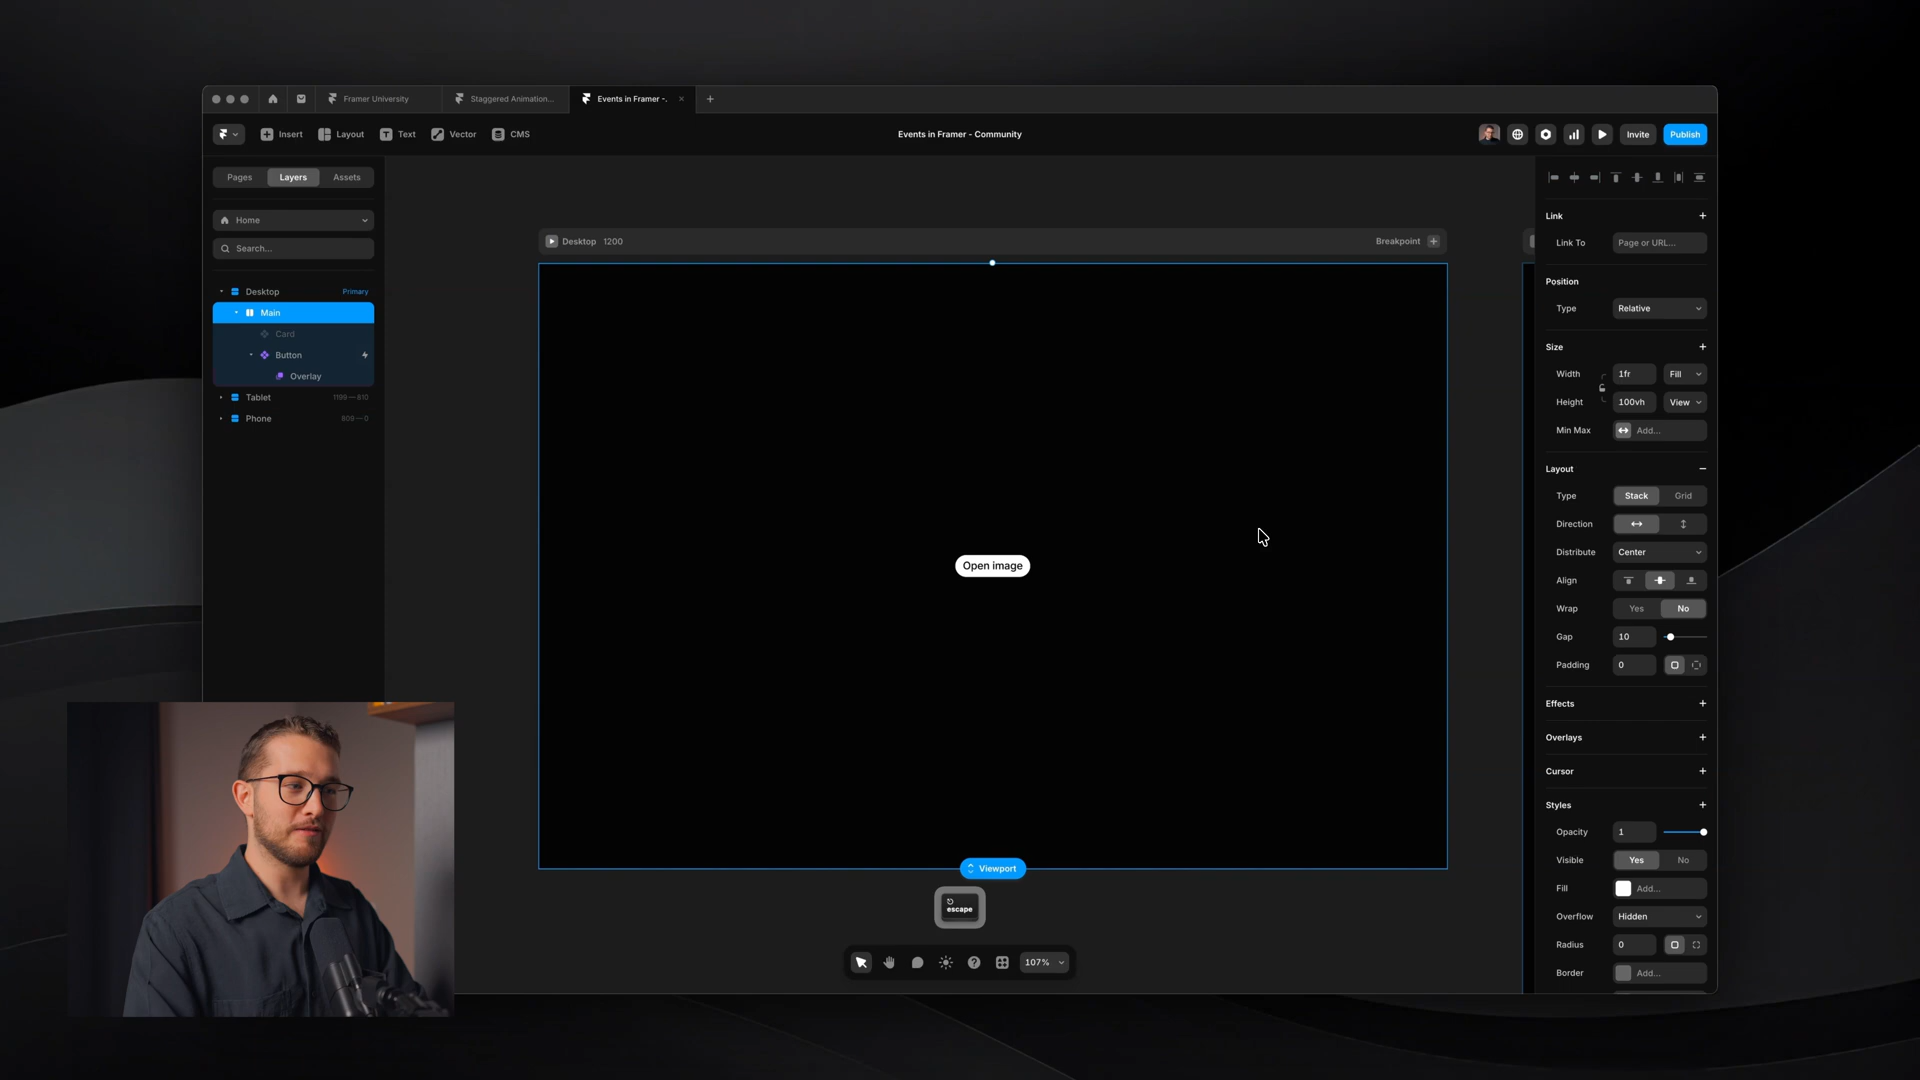 Framer University
Staggered Animation...
Events in Framer -.
Insert
Layout
Text
Vector
CMS
Events in Framer - Community
Invite
Publish
Pages
Layers
Assets
Home
Search...
Desktop
Primary
Main
Card
Button
Overlay
Tablet
1199—810
Phone
809—0
Desktop 1200
Breakpoint
Open image
Viewport
escape
107%
Link
Link To
Page or URL...
Position
Type
Relative
Size
Width
1fr
Fill
Height
100vh
View
Min Max
Add...
Layout
Type
Stack
Grid
Direction
Distribute
Center
Align
Wrap
Yes
No
Gap
10
Padding
0
Effects
Overlays
Cursor
Styles
Opacity
1
Visible
Yes
No
Fill
Add...
Overflow
Hidden
Radius
0
Border
Add...